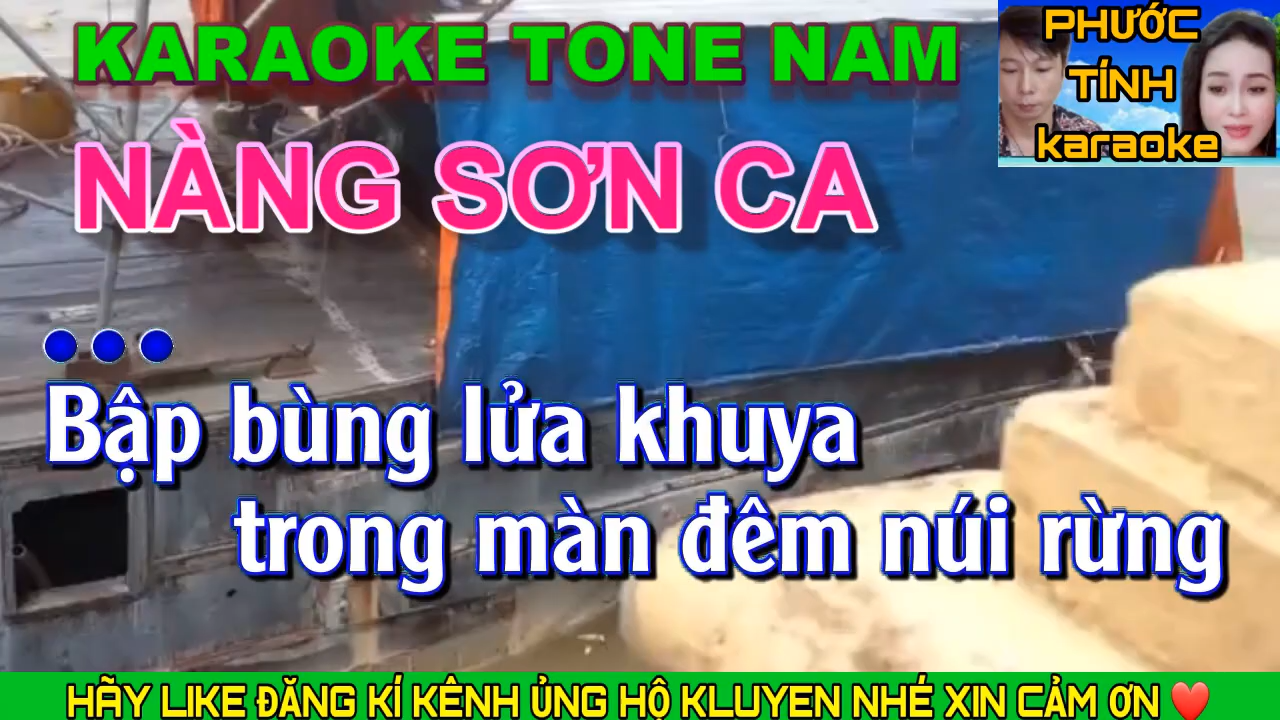 KARAOKE TONE NAM
PHƯỚC
TÍNH
karaoke
NÀNG SƠN CA
Bập bùng lửa khuya
trong màn đêm núi rừng
HÃY LIKE ĐĂNG KÍ KÊNH ỦNG HỘ KLUYEN NHÉ XIN CẢM ƠN ❤️